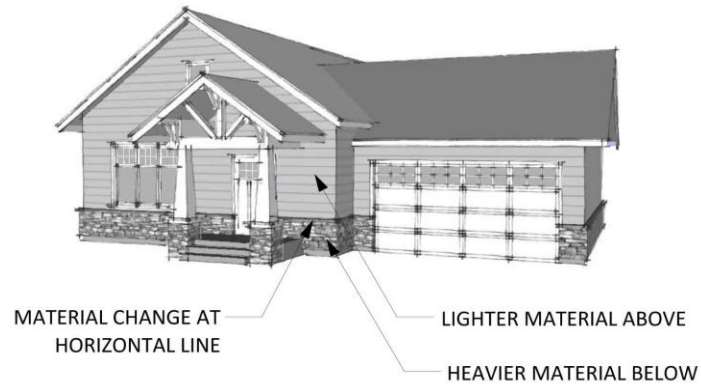 MATERIAL CHANGE AT
HORIZONTAL LINE
LIGHTER MATERIAL ABOVE
HEAVIER MATERIAL BELOW